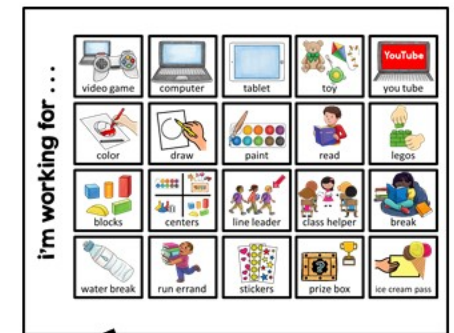 i'm working for ...
YouTube
video game computer tablet toy you tube
color draw paint read legos
blocks centers line leader class helper break
water break run errand stickers prize box ice cream pass